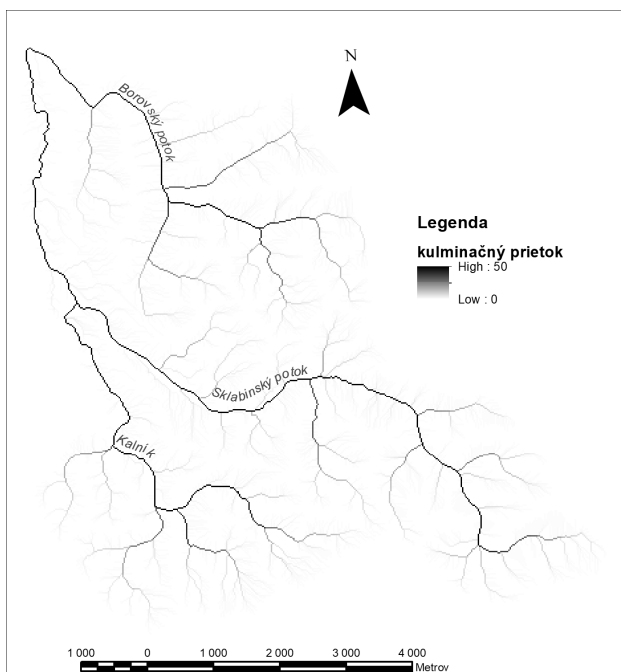 N
Borovský potok
Legenda
kulminačný prietok
High : 50
Low : 0
Sklabinský potok
Kalník
1 000 0 1 000 2 000 3 000 4 000
Metrov